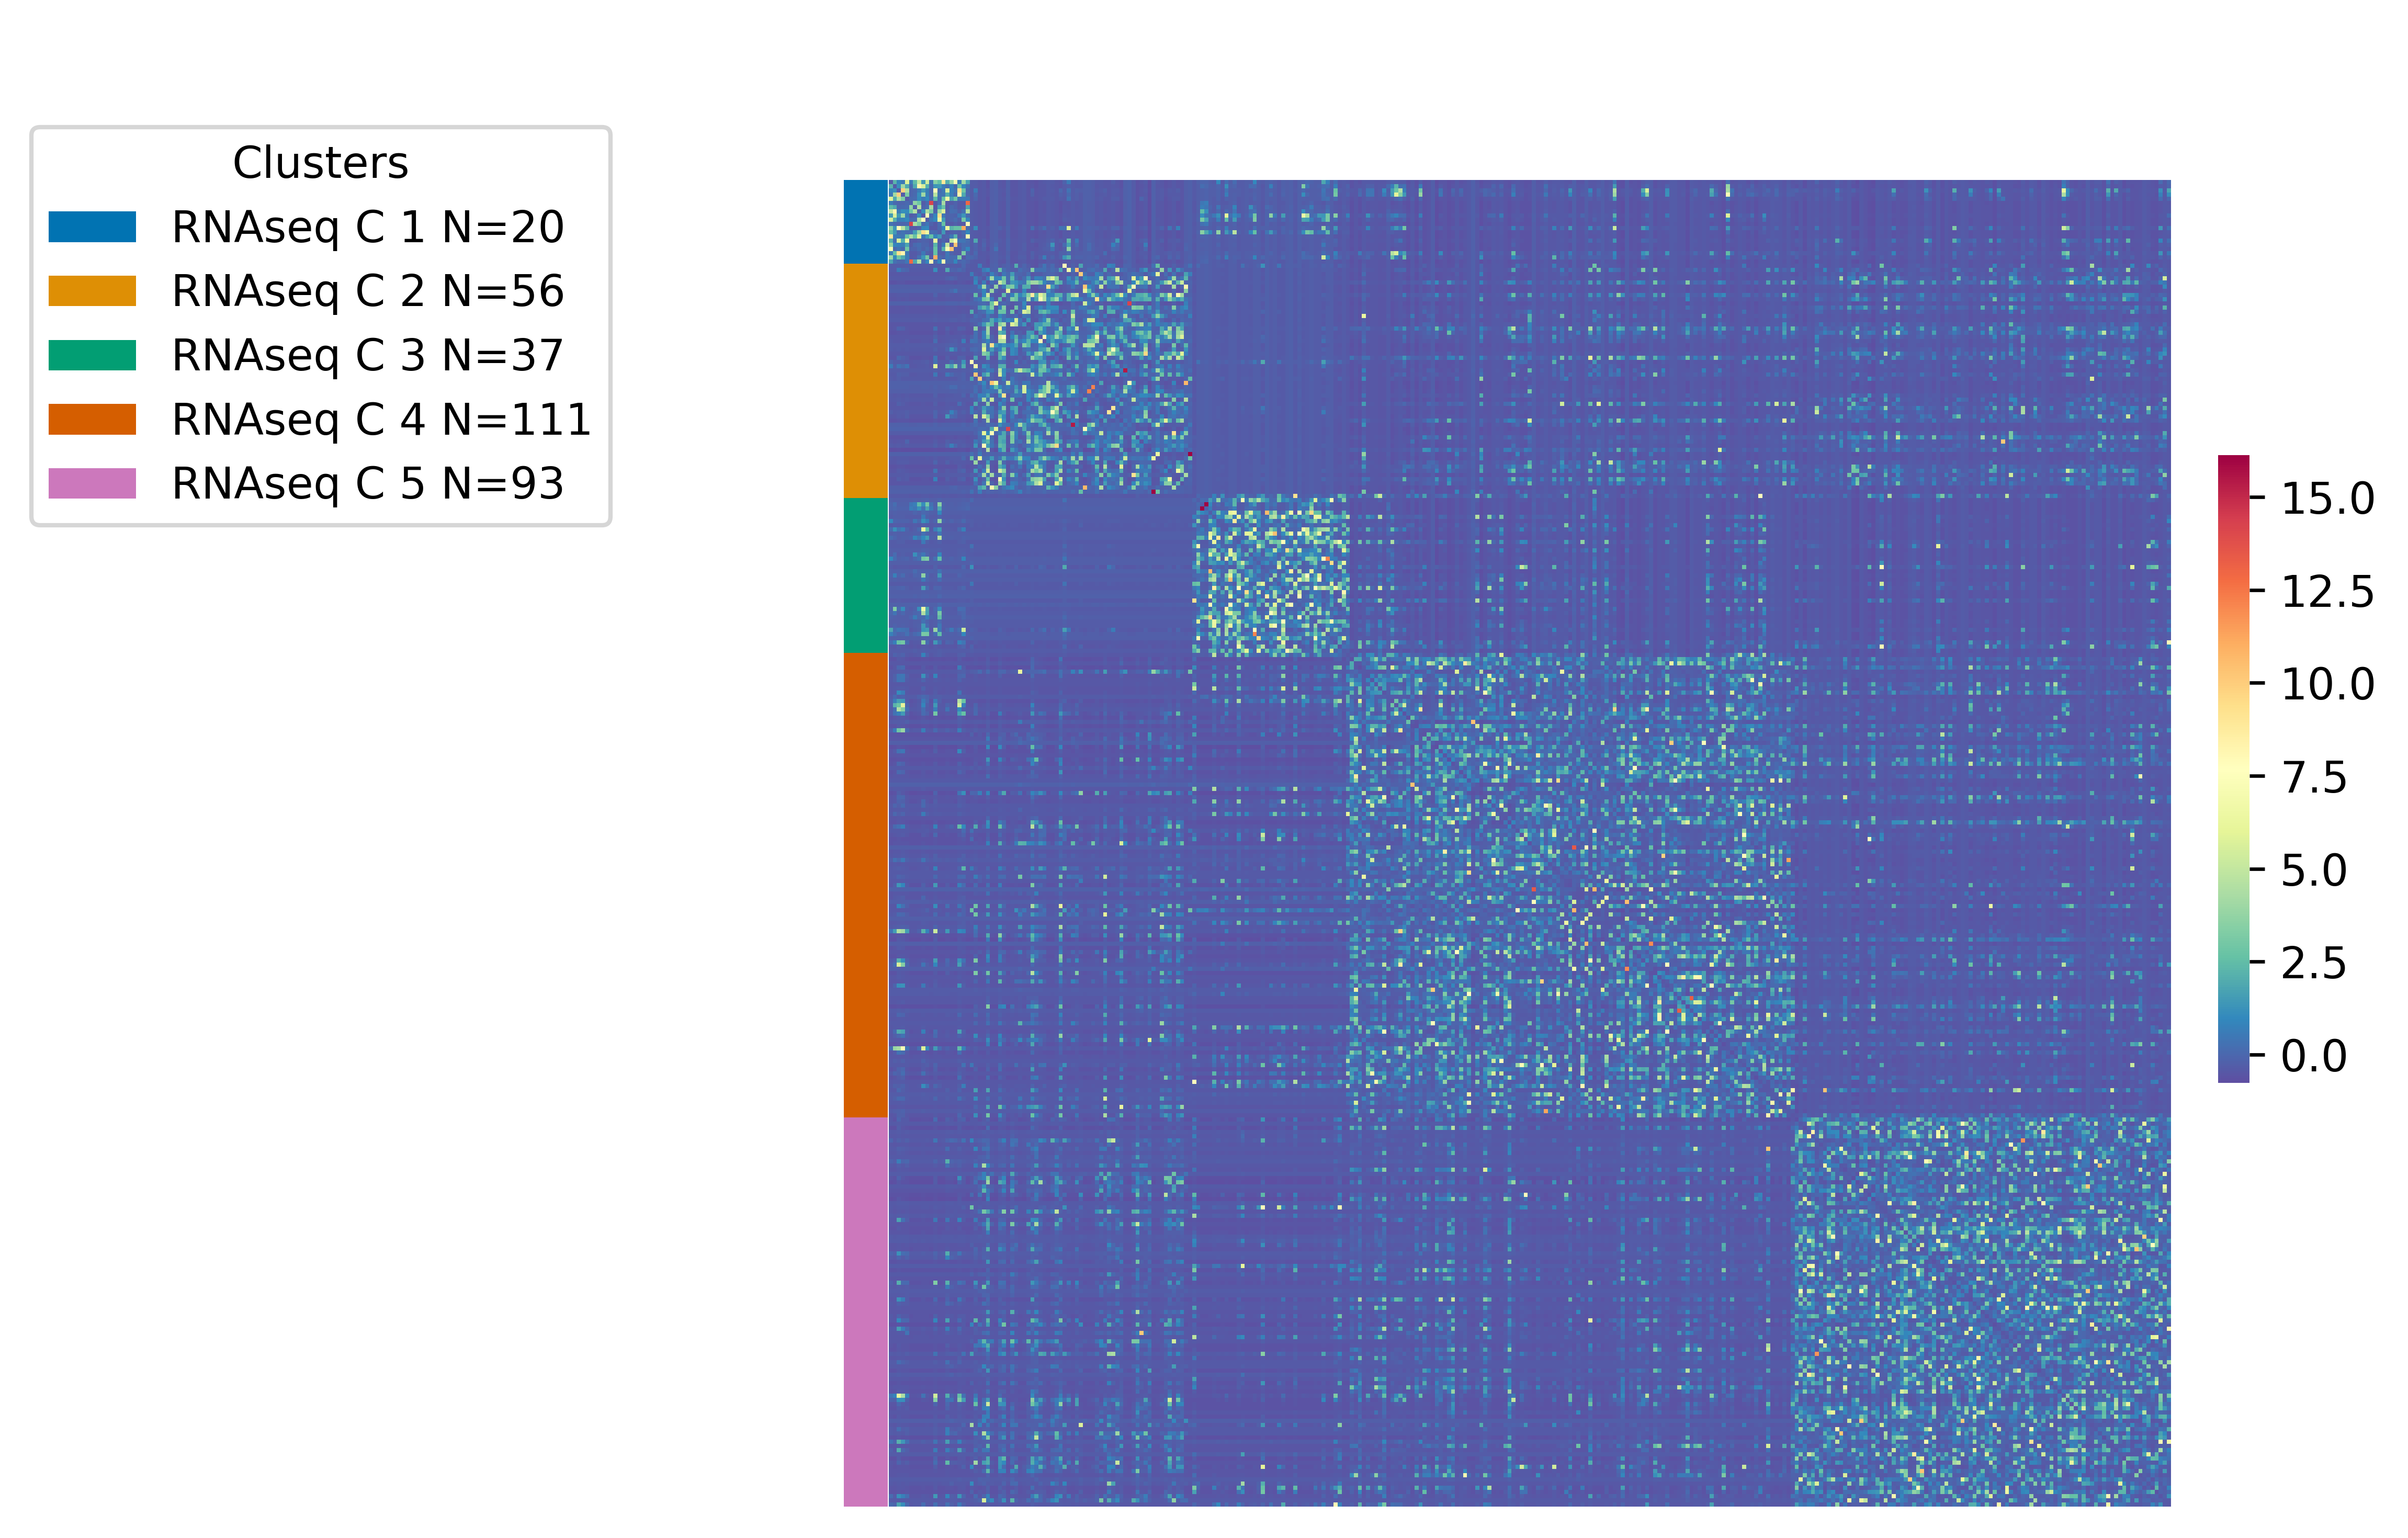 Clusters
RNAseq C 1 N=20
RNAseq C 2 N=56
RNAseq C 3 N=37
RNAseq C 4 N=111
RNAseq C 5 N=93
15.0
12.5
10.0
7.5
5.0
2.5
0.0